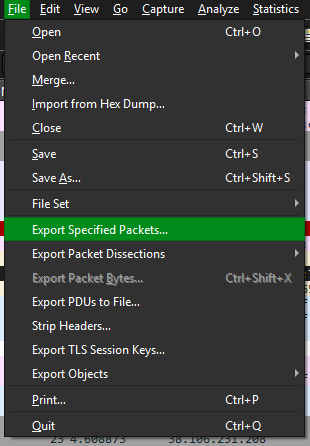 File Edit View Go Capture Analyze Statistics
Open Ctrl+O
Open Recent
Merge...
Import from Hex Dump...
Close Ctrl+W
Save Ctrl+S
Save As... Ctrl+Shift+S
File Set
Export Specified Packets...
Export Packet Dissections
Export Packet Bytes... Ctrl+Shift+X
Export PDUs to File...
Strip Headers...
Export TLS Session Keys...
Export Objects
Print... Ctrl+P
Quit Ctrl+Q
23 4.608873 38.106.231.208